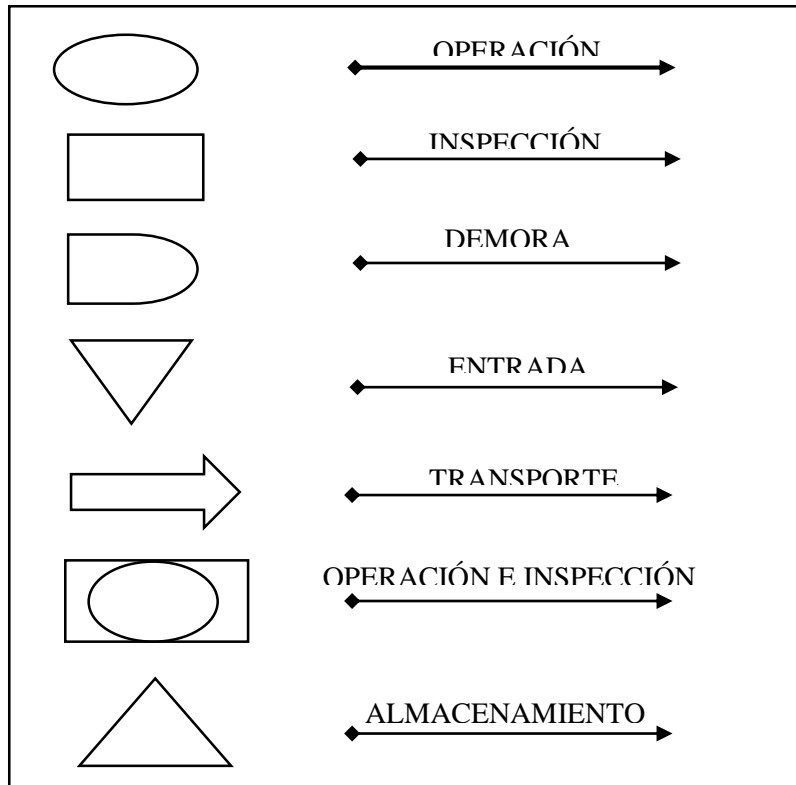 OPERACIÓN
INSPECCIÓN
DEMORA
ENTRADA
TRANSPORTE
OPERACIÓN E INSPECCIÓN
ALMACENAMIENTO